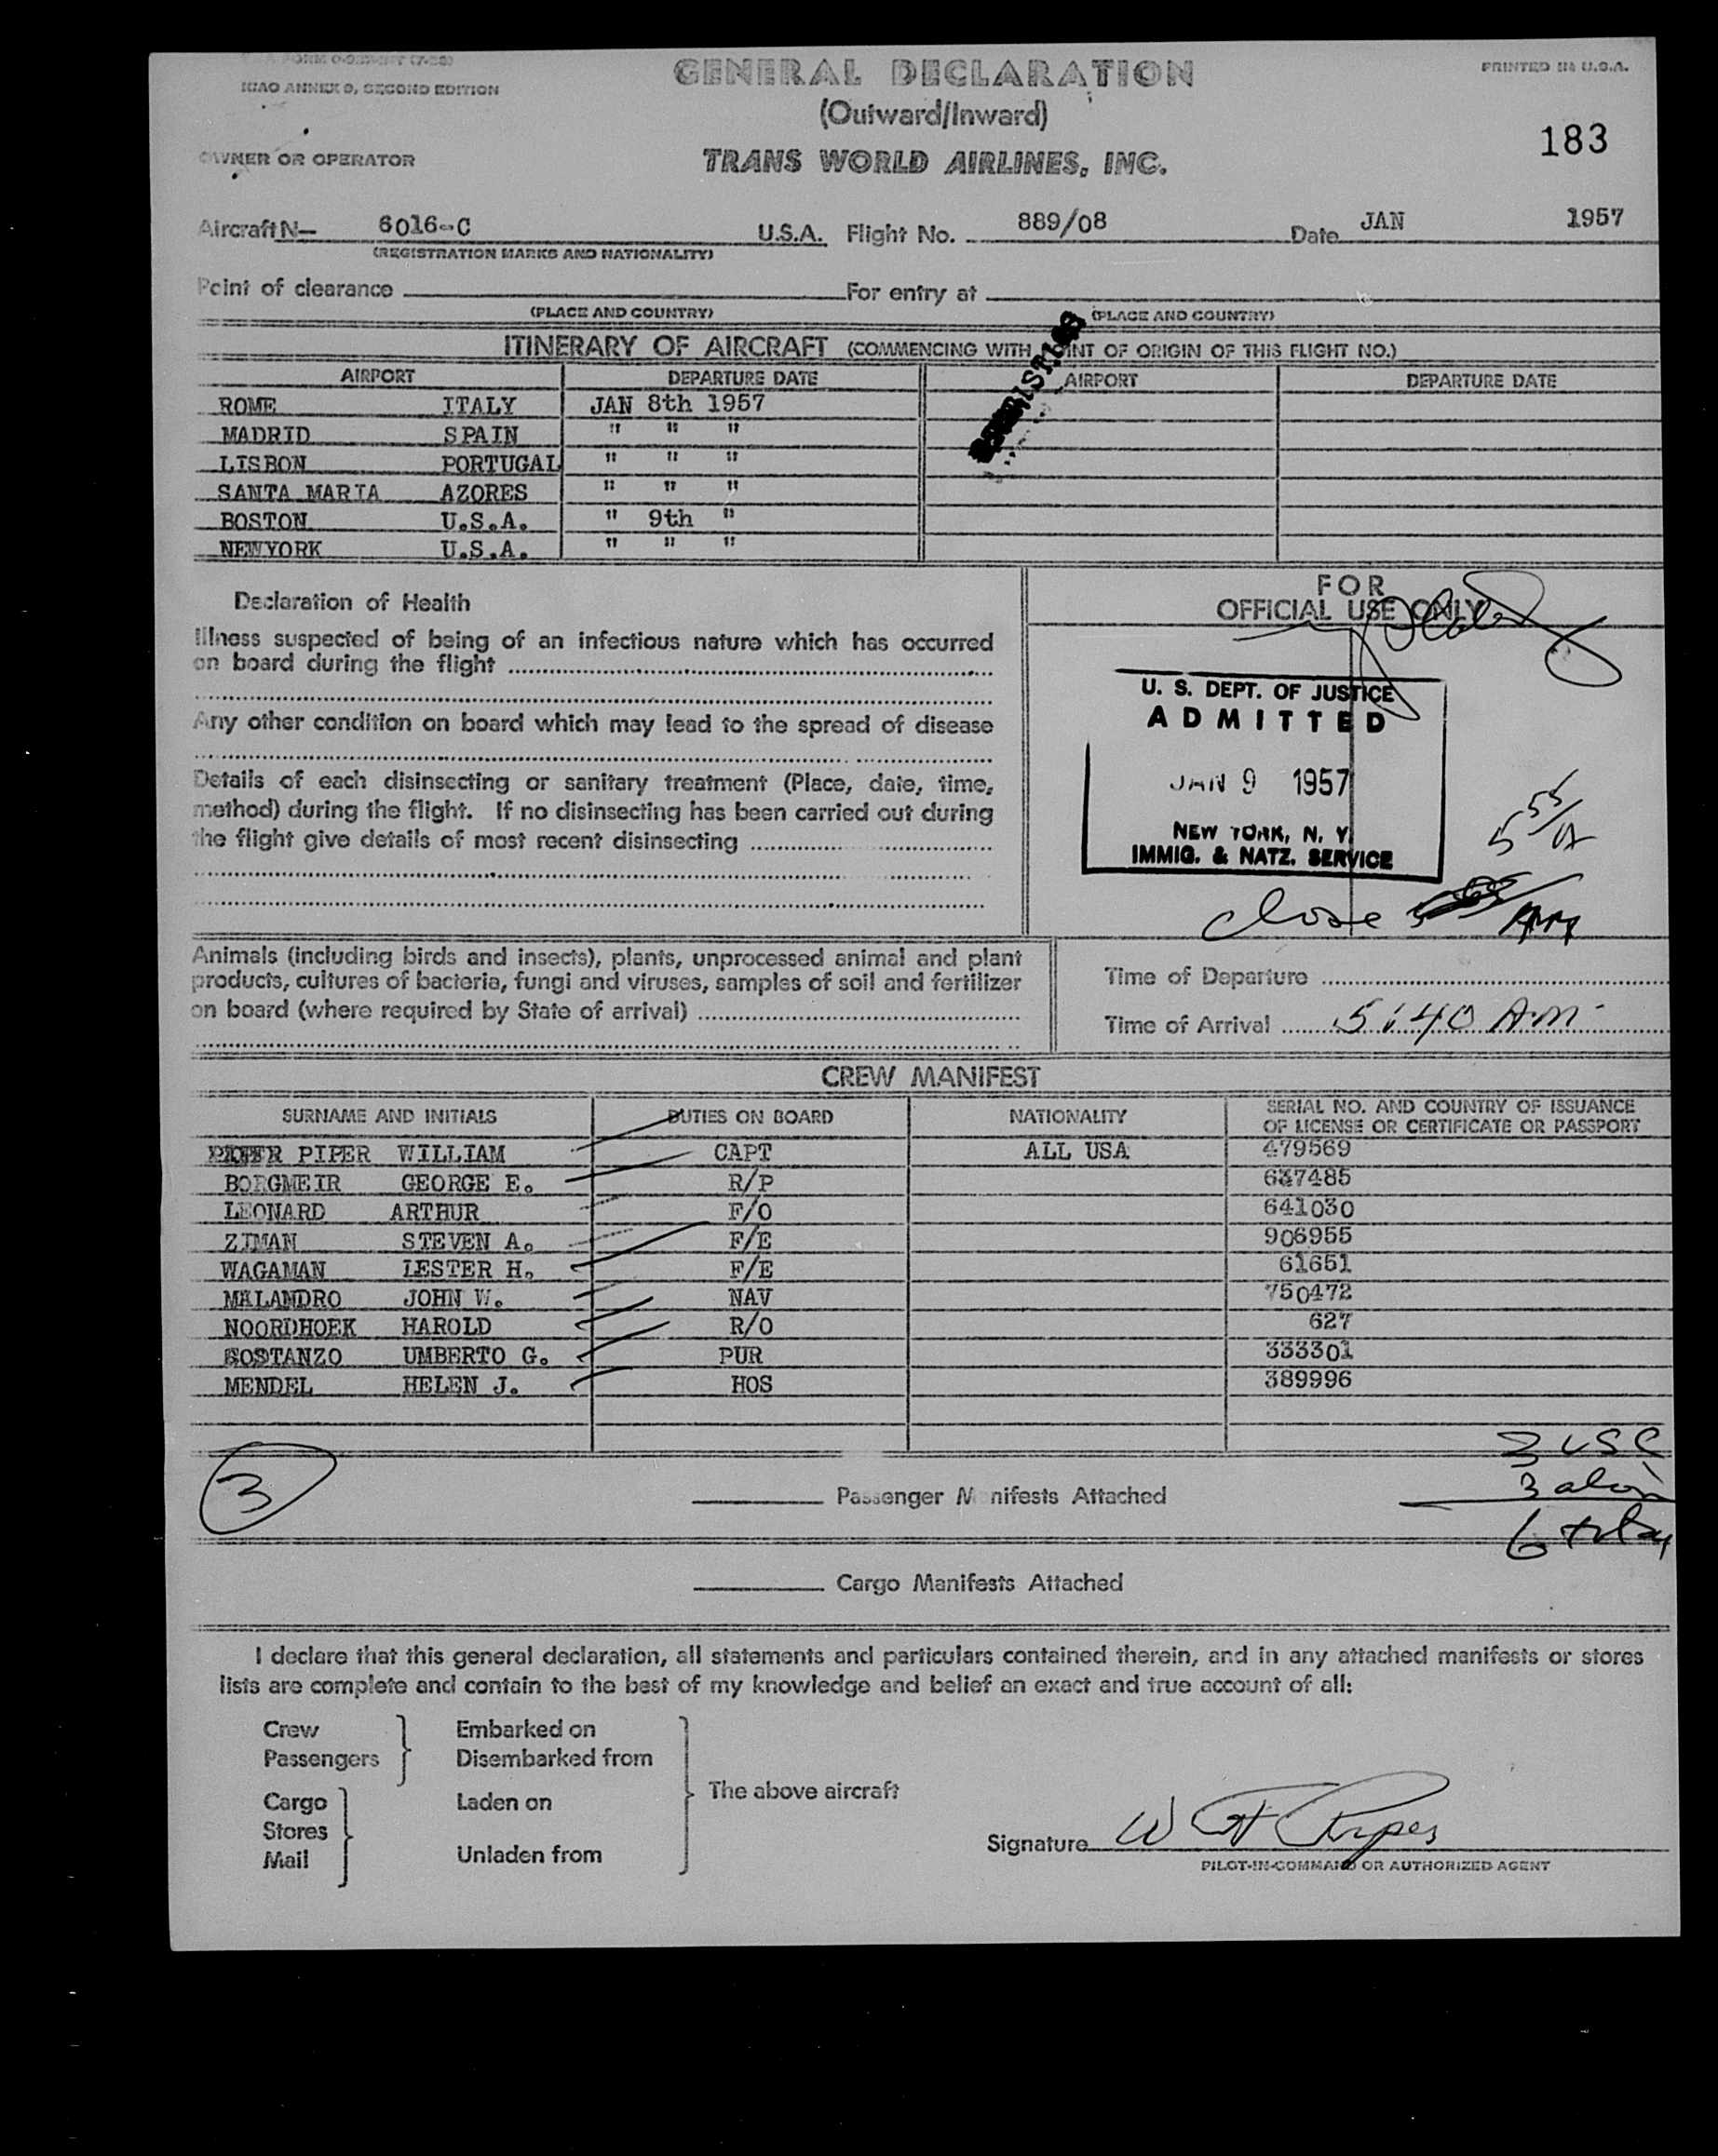 ICAO ANNEX 9, SECOND EDITION
GENERAL DECLARATION
PRINTED IN U.S.A.
(Outward/Inward)
183
OWNER OR OPERATOR
TRANS WORLD AIRLINES, INC.
Aircraft N— 6016-C U.S.A. Flight No. 889/08 Date JAN 1957
(REGISTRATION MARKS AND NATIONALITY)
Point of clearance For entry at
(PLACE AND COUNTRY) (PLACE AND COUNTRY)
ITINERARY OF AIRCRAFT (COMMENCING WITH POINT OF ORIGIN OF THIS FLIGHT NO.)
AIRPORT DEPARTURE DATE AIRPORT DEPARTURE DATE
ROME ITALY JAN 8th 1957
MADRID SPAIN " " "
LISBON PORTUGAL " " "
SANTA MARIA AZORES " " "
BOSTON U.S.A. " 9th "
NEWYORK U.S.A. " " "
Declaration of Health
Illness suspected of being of an infectious nature which has occurred
on board during the flight
Any other condition on board which may lead to the spread of disease
Details of each disinsecting or sanitary treatment (Place, date, time,
method) during the flight. If no disinsecting has been carried out during
the flight give details of most recent disinsecting
FOR
OFFICIAL USE ONLY
U. S. DEPT. OF JUSTICE
ADMITTED
JAN 9 1957
NEW YORK, N. Y.
IMMIG. & NATZ. SERVICE
5 55
close
Animals (including birds and insects), plants, unprocessed animal and plant
products, cultures of bacteria, fungi and viruses, samples of soil and fertilizer
on board (where required by State of arrival)
Time of Departure
Time of Arrival 5:40 A.M.
CREW MANIFEST
SURNAME AND INITIALS DUTIES ON BOARD NATIONALITY SERIAL NO. AND COUNTRY OF ISSUANCE
OF LICENSE OR CERTIFICATE OR PASSPORT
PIPER WILLIAM CAPT ALL USA 479569
BORGMEIR GEORGE E. R/P 637485
LEONARD ARTHUR F/O 641030
ZIMAN STEVEN A. F/E 906955
WAGAMAN LESTER H. F/E 61651
MALANDRO JOHN W. NAV 750472
NOORDHOEK HAROLD R/O 627
COSTANZO UMBERTO G. PUR 333301
MENDEL HELEN J. HOS 389996
3 USC
3 alien
6 total
3
Passenger Manifests Attached
Cargo Manifests Attached
I declare that this general declaration, all statements and particulars contained therein, and in any attached manifests or stores
lists are complete and contain to the best of my knowledge and belief an exact and true account of all:
Crew Embarked on
Passengers Disembarked from
The above aircraft
Cargo Laden on
Stores
Mail Unladen from
Signature W H Piper
PILOT-IN-COMMAND OR AUTHORIZED AGENT